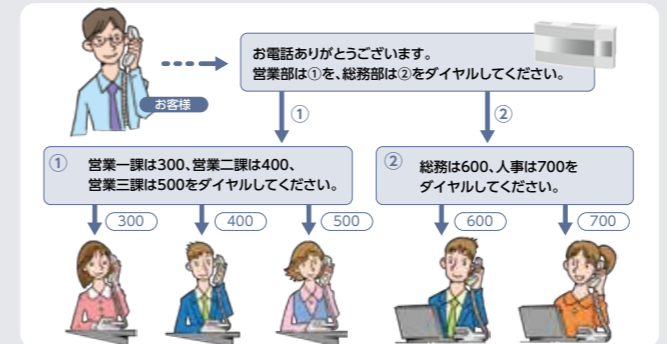 お電話ありがとうございます。
営業部は①を、総務部は②をダイヤルしてください。
お客様
①
②
① 営業一課は300、営業二課は400、
営業三課は500をダイヤルしてください。
② 総務は600、人事は700を
ダイヤルしてください。
300
400
500
600
700